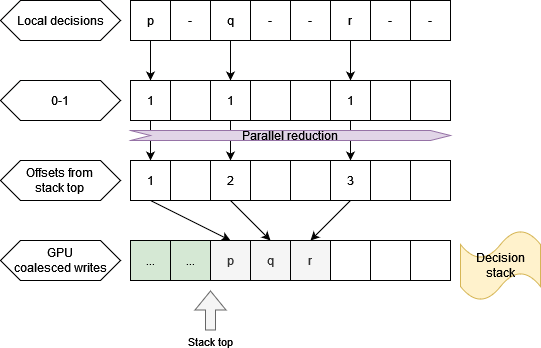 Local decisions p - q - - r - -
0-1 1 1 1
Parallel reduction
Offsets from
stack top
1 2 3
GPU
coalesced writes
... ... p q r
Decision
stack
Stack top